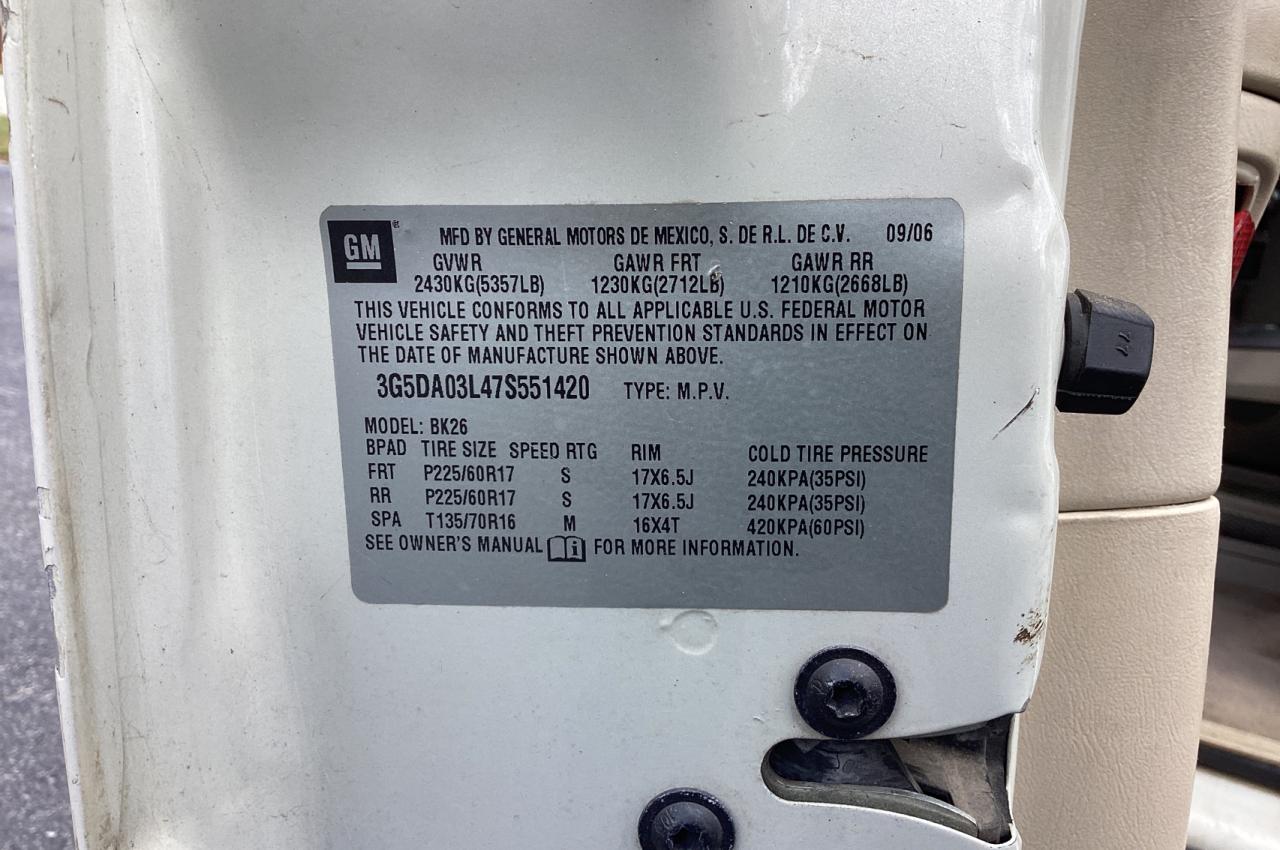 GM ® MFD BY GENERAL MOTORS DE MEXICO, S. DE R.L. DE C.V. 09/06
GVWR GAWR FRT GAWR RR
2430KG(5357LB) 1230KG(2712LB) 1210KG(2668LB)
THIS VEHICLE CONFORMS TO ALL APPLICABLE U.S. FEDERAL MOTOR
VEHICLE SAFETY AND THEFT PREVENTION STANDARDS IN EFFECT ON
THE DATE OF MANUFACTURE SHOWN ABOVE.
3G5DA03L47S551420 TYPE: M.P.V.
MODEL: BK26
BPAD TIRE SIZE SPEED RTG RIM COLD TIRE PRESSURE
FRT P225/60R17 S 17X6.5J 240KPA(35PSI)
RR P225/60R17 S 17X6.5J 240KPA(35PSI)
SPA T135/70R16 M 16X4T 420KPA(60PSI)
SEE OWNER'S MANUAL FOR MORE INFORMATION.